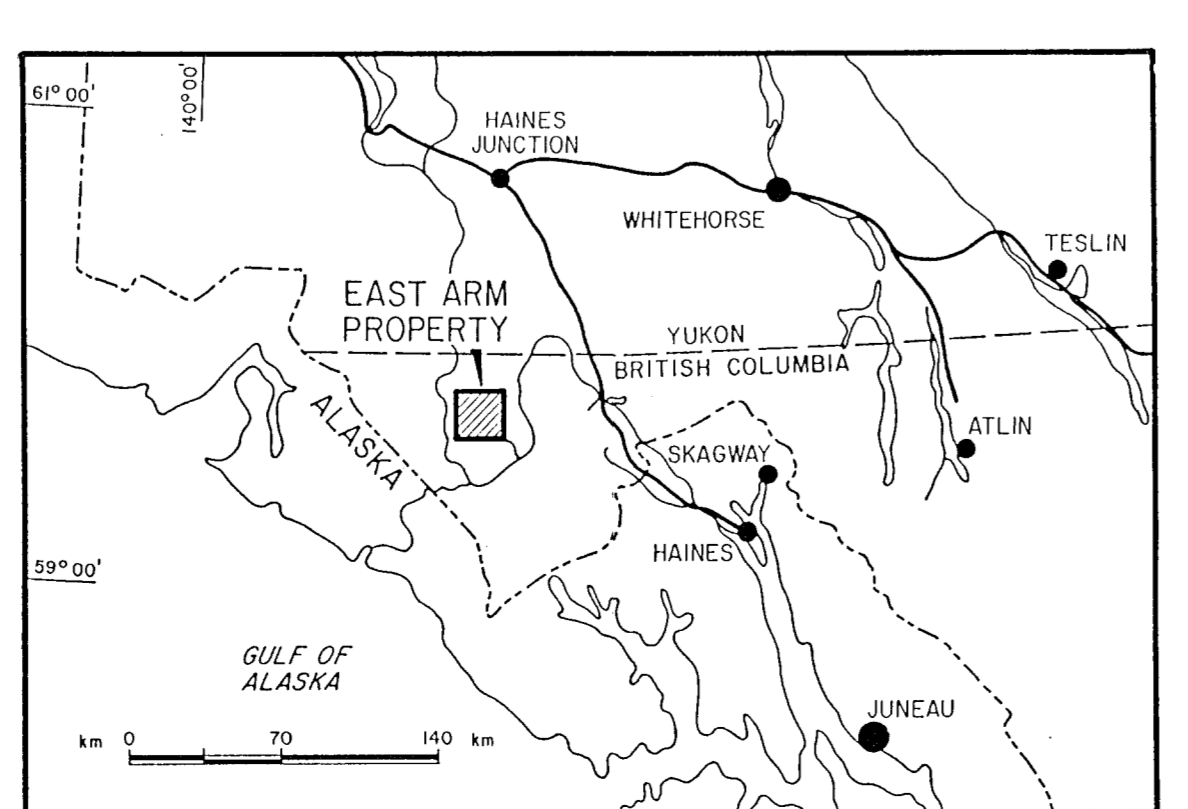 61° 00'
140° 00'
HAINES
JUNCTION
WHITEHORSE
TESLIN
EAST ARM
PROPERTY
YUKON
BRITISH COLUMBIA
ALASKA
ATLIN
SKAGWAY
HAINES
59° 00'
GULF OF
ALASKA
JUNEAU
km 0 70 140 km